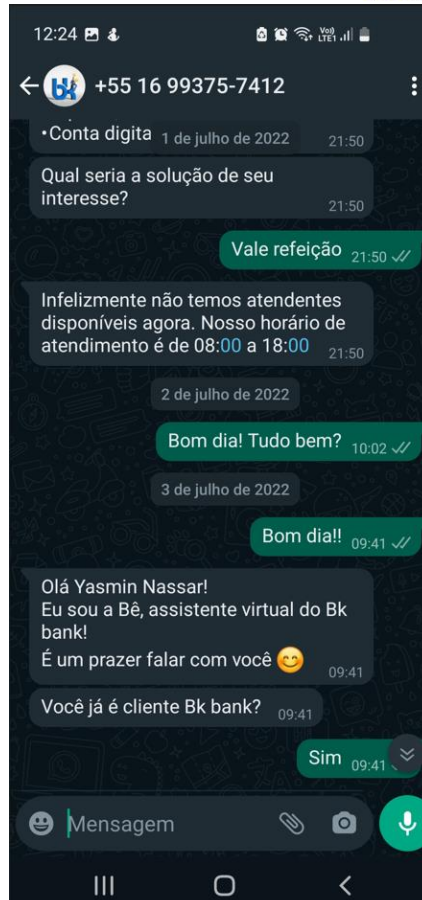 12:24
Vo))
LTE1
bk
+55 16 99375-7412
•Conta digita
1 de julho de 2022
21:50
Qual seria a solução de seu
interesse?
21:50
Vale refeição 21:50
Infelizmente não temos atendentes
disponíveis agora. Nosso horário de
atendimento é de 08:00 a 18:00
21:50
2 de julho de 2022
Bom dia! Tudo bem? 10:02
3 de julho de 2022
Bom dia!! 09:41
Olá Yasmin Nassar!
Eu sou a Bê, assistente virtual do Bk
bank!
É um prazer falar com você 😊
09:41
Você já é cliente Bk bank? 09:41
Sim 09:41
Mensagem